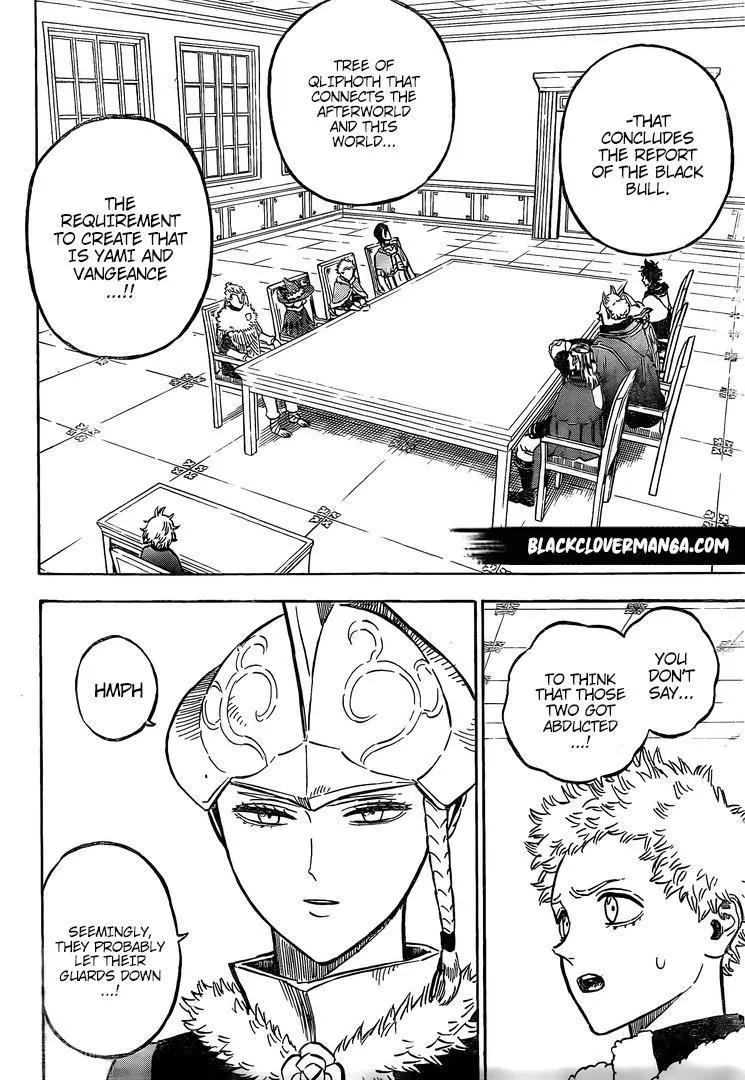 -THAT
CONCLUDES
THE REPORT
OF THE BLACK
BULL.
TREE OF
QLIPHOTH THAT
CONNECTS THE
AFTERWORLD
AND THIS
WORLD...
THE
REQUIREMENT
TO CREATE THAT
IS YAMI AND
VANGEANCE
...!!
BLACKCLOVERMANGA.COM
YOU
DON'T
SAY...
TO THINK
THAT THOSE
TWO GOT
ABDUCTED
...!
HMPH
SEEMINGLY,
THEY PROBABLY
LET THEIR
GUARDS DOWN
...!